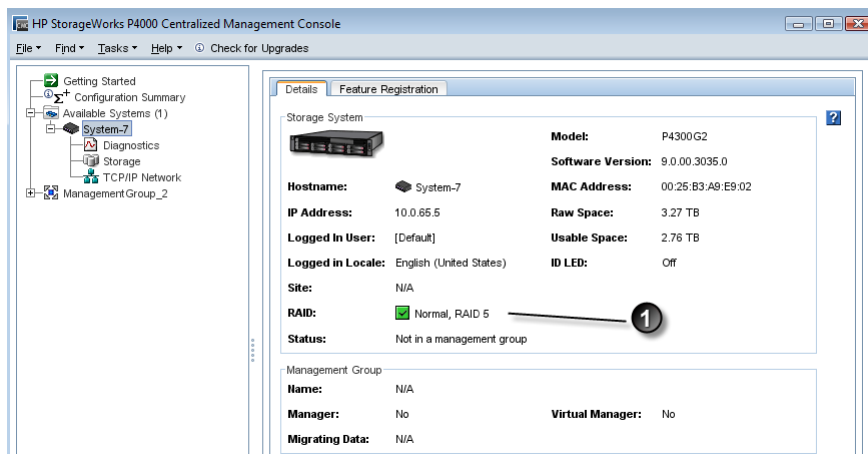 HP StorageWorks P4000 Centralized Management Console
File Find Tasks Help Check for Upgrades
Getting Started
Configuration Summary
Available Systems (1)
System-7
Diagnostics
Storage
TCP/IP Network
ManagementGroup_2
Details Feature Registration
Storage System
Model: P4300G2
Software Version: 9.0.00.3035.0
Hostname: System-7 MAC Address: 00:25:B3:A9:E9:02
IP Address: 10.0.65.5 Raw Space: 3.27 TB
Logged In User: [Default] Usable Space: 2.76 TB
Logged in Locale: English (United States) ID LED: Off
Site: N/A
RAID: Normal, RAID 5 1
Status: Not in a management group
Management Group
Name: N/A
Manager: No Virtual Manager: No
Migrating Data: N/A